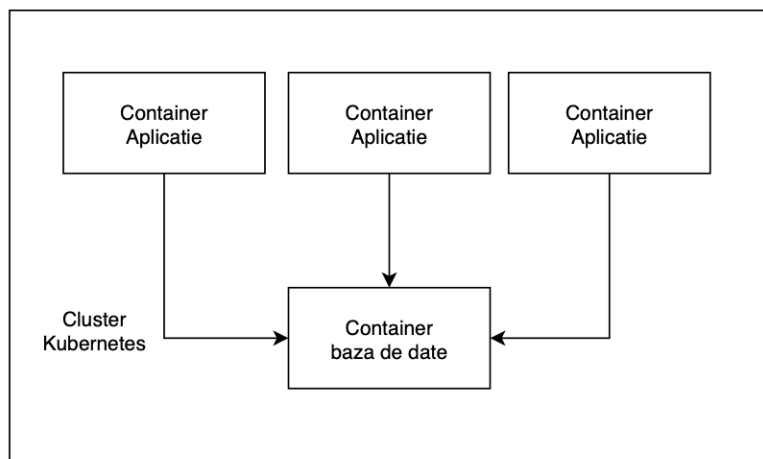 Container
Aplicatie
Container
Aplicatie
Container
Aplicatie
Cluster
Kubernetes
Container
baza de date